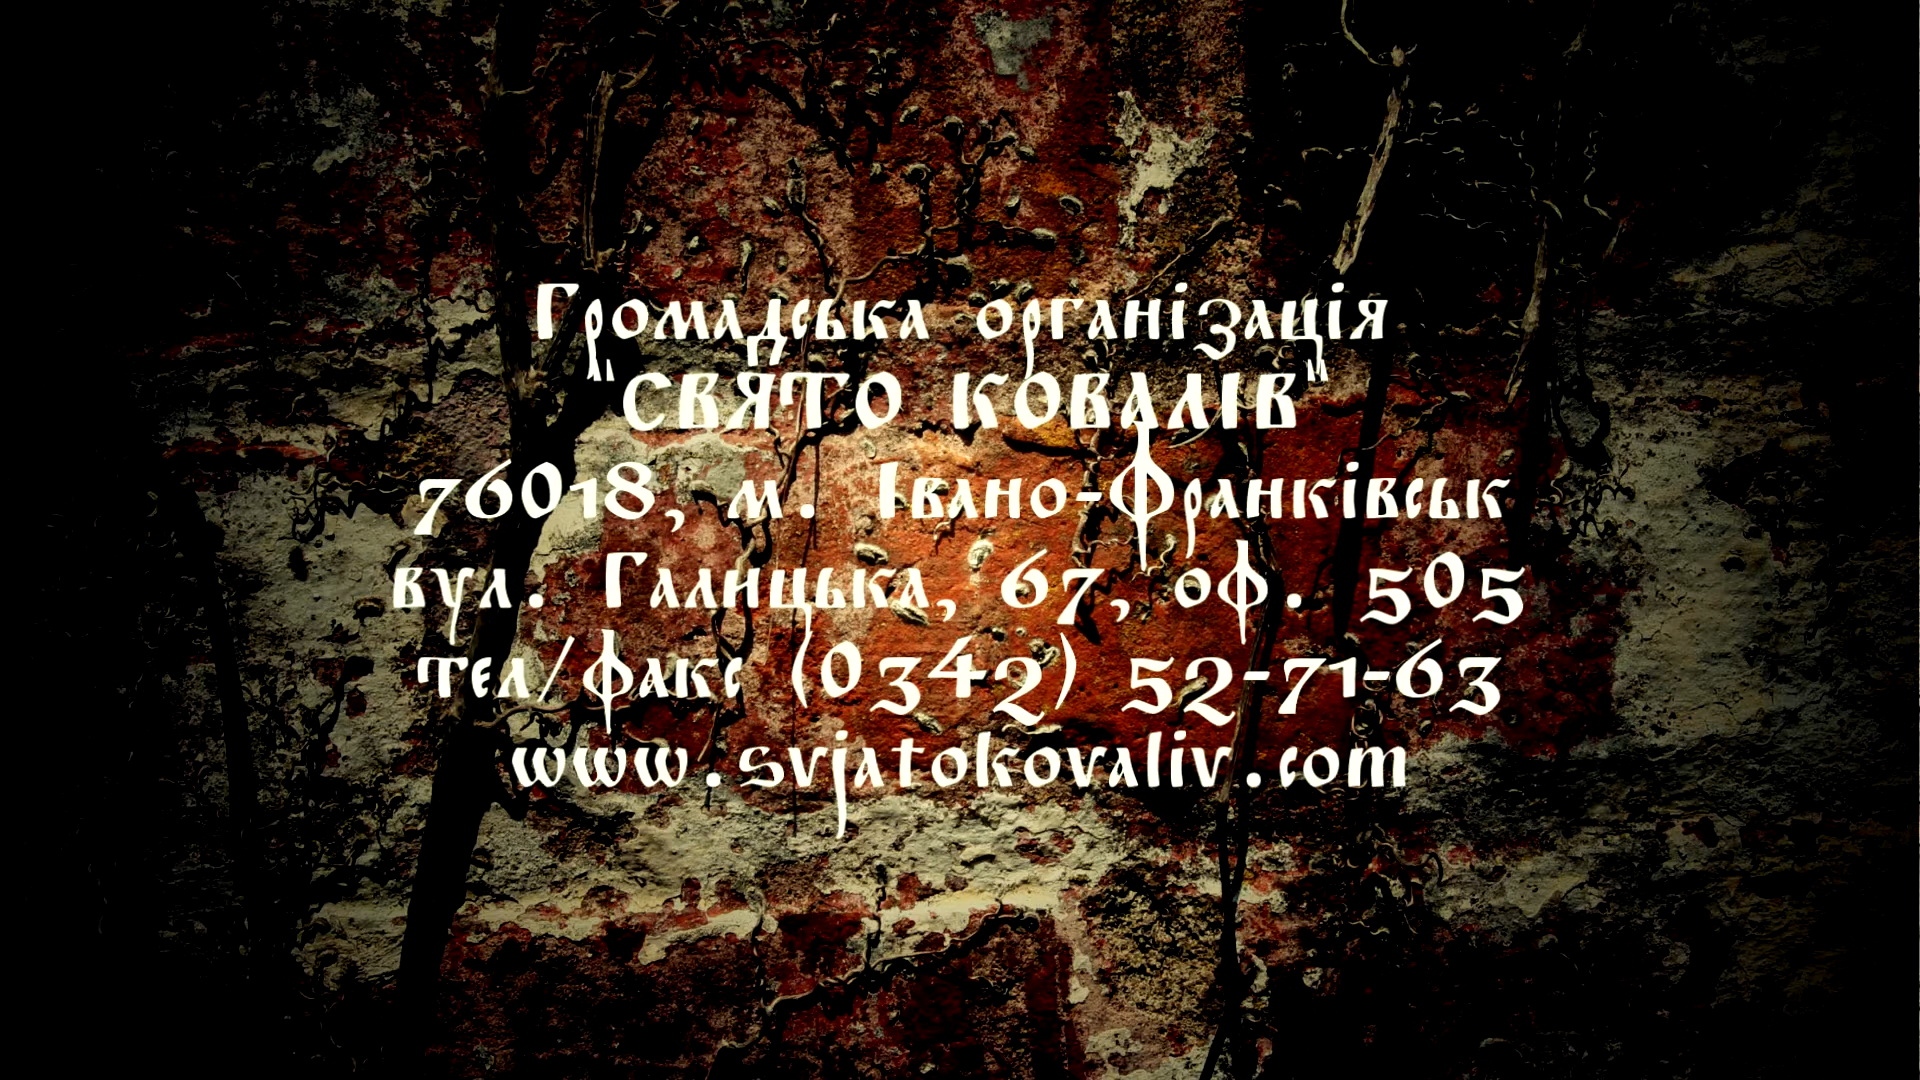 Громадська організація
"СВЯТО КОВАЛІВ"
76018, м. Івано-Франківськ
вул. Галицька, 67, оф. 505
тел/факс (0342) 52-71-63
www.svjatokovaliv.com